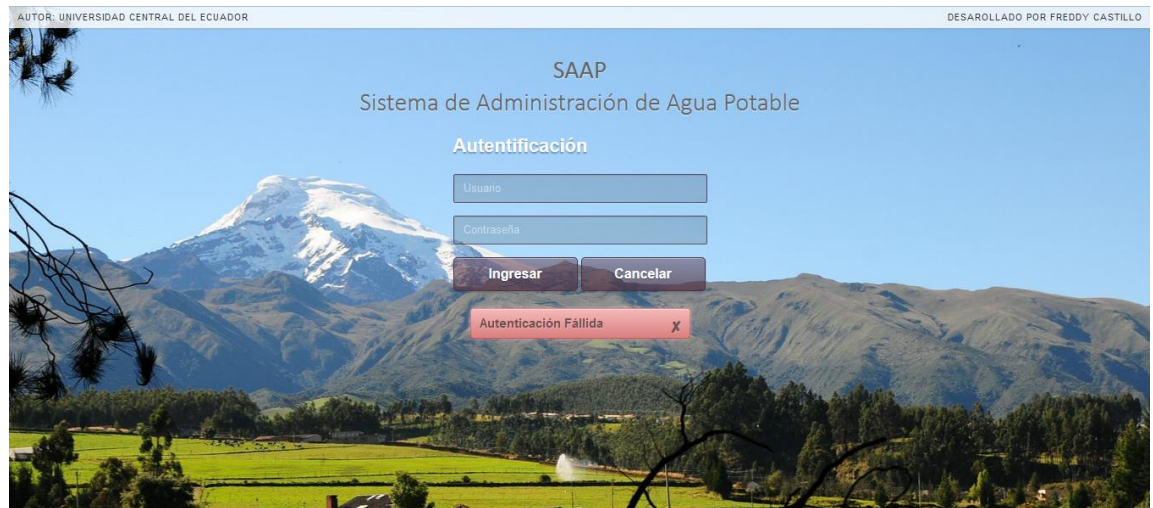 AUTOR: UNIVERSIDAD CENTRAL DEL ECUADOR
DESAROLLADO POR FREDDY CASTILLO
SAAP
Sistema de Administración de Agua Potable
Autentificación
Usuario
Contraseña
Ingresar Cancelar
Autenticación Fállida X